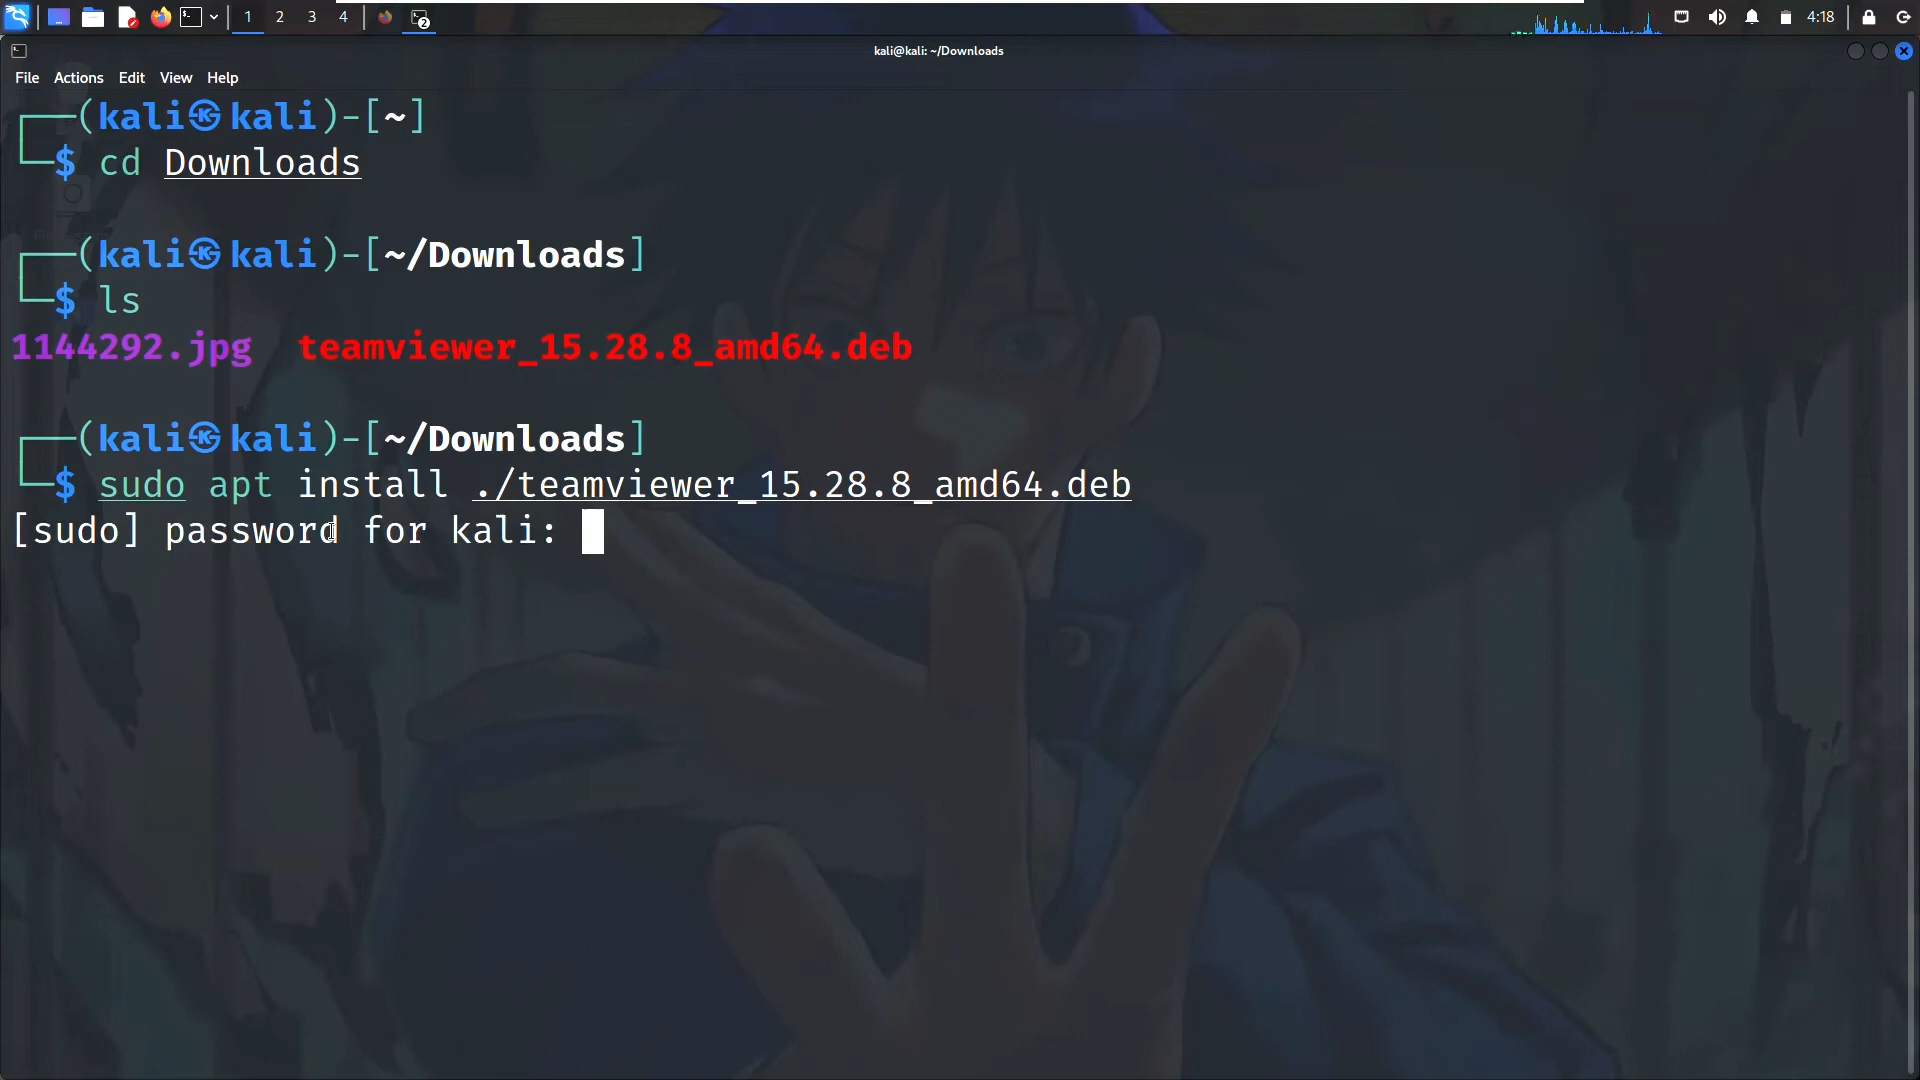 1 2 3 4 2 4:18
kali@kali: ~/Downloads
File Actions Edit View Help
┌──(kali㉿kali)-[~]
└─$ cd Downloads
┌──(kali㉿kali)-[~/Downloads]
└─$ ls
1144292.jpg teamviewer_15.28.8_amd64.deb
┌──(kali㉿kali)-[~/Downloads]
└─$ sudo apt install ./teamviewer_15.28.8_amd64.deb
[sudo] password for kali: